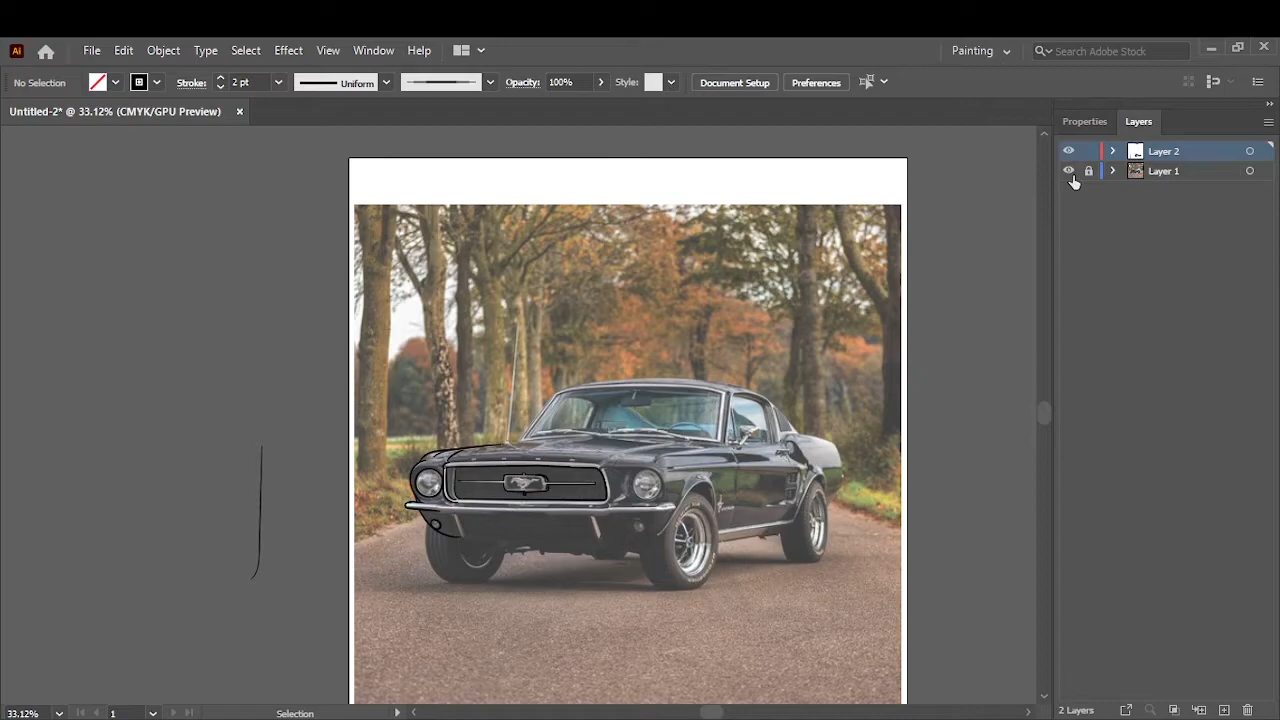 Ai File Edit Object Type Select Effect View Window Help Painting Search Adobe Stock
No Selection Stroke: 2 pt Uniform Opacity: 100% Style: Document Setup Preferences
Untitled-2* @ 33.12% (CMYK/GPU Preview) ×
Properties Layers
Layer 2
Layer 1
33.12% 1 Selection 2 Layers